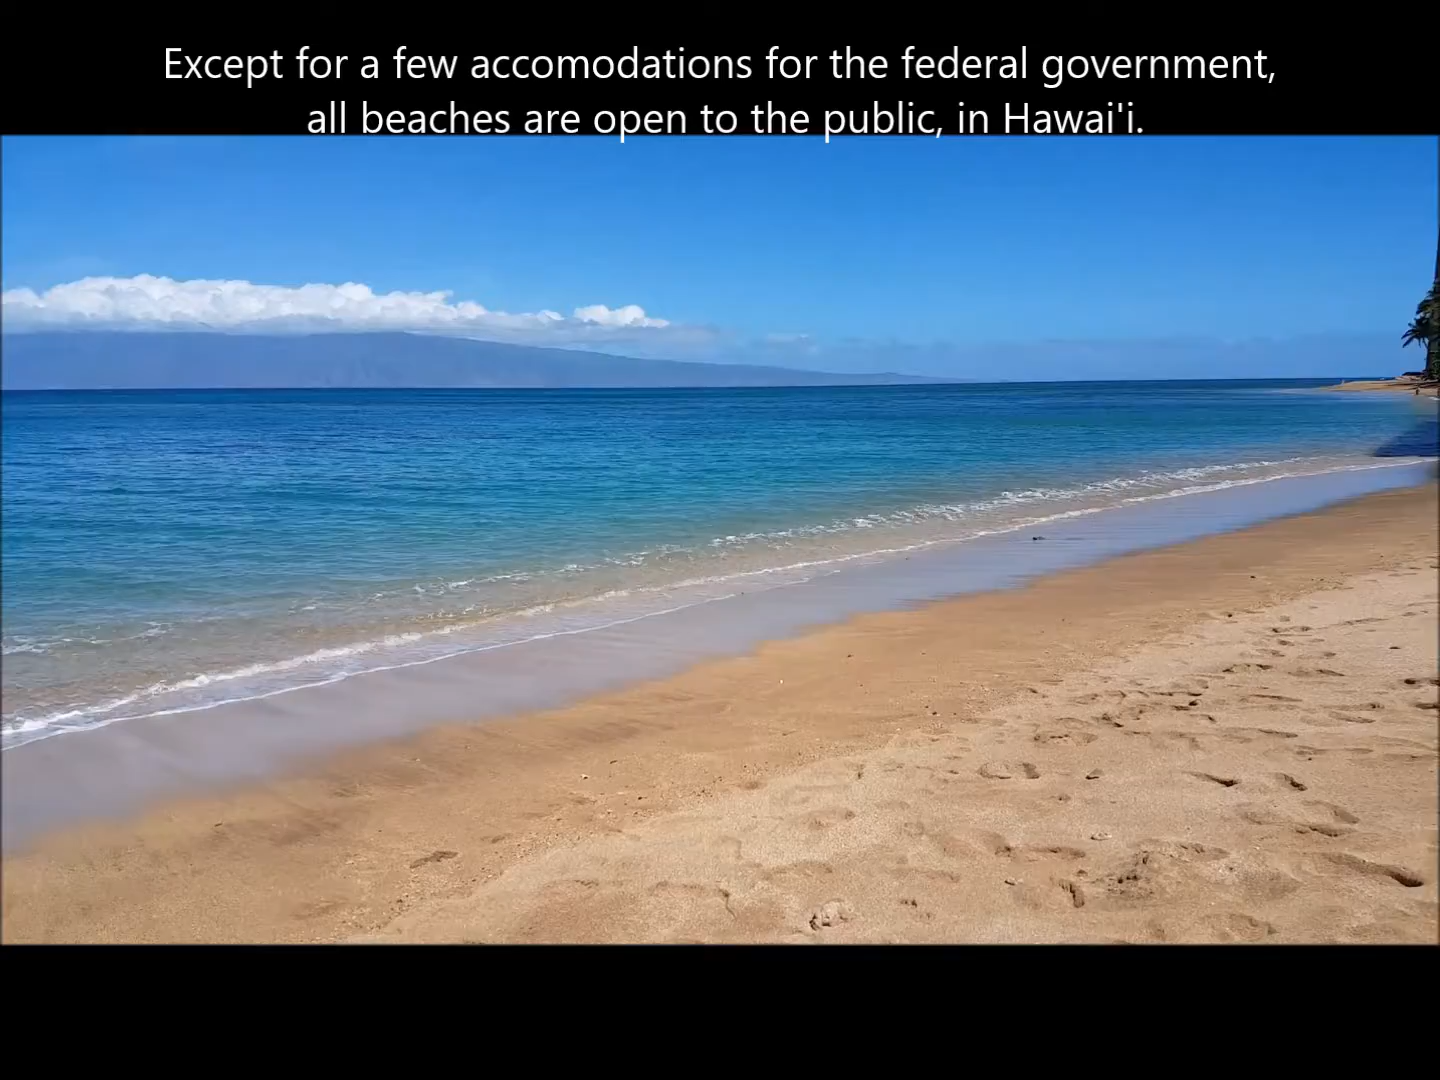 Except for a few accomodations for the federal government,
all beaches are open to the public, in Hawai'i.